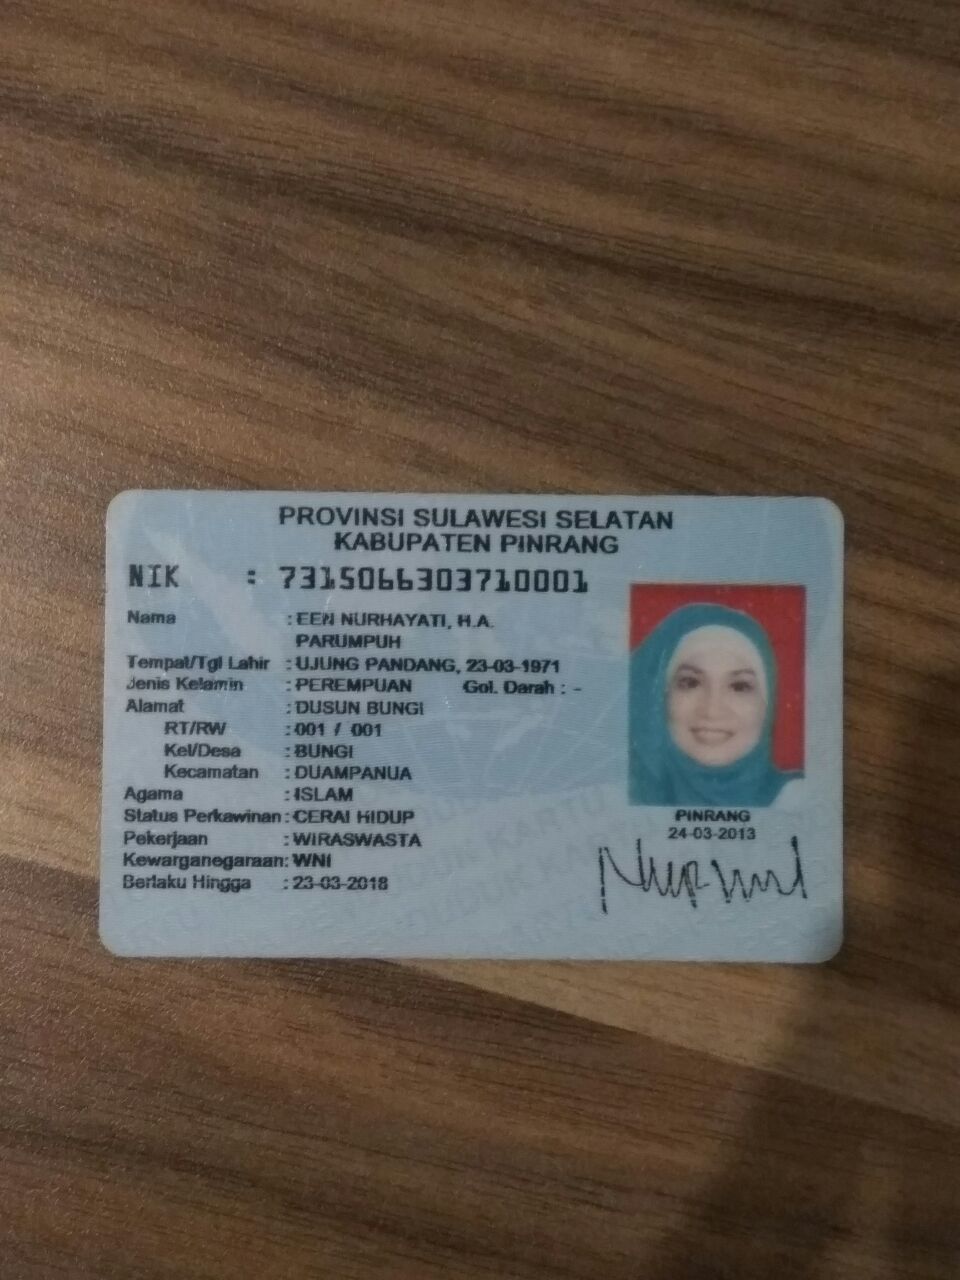 PROVINSI SULAWESI SELATAN
KABUPATEN PINRANG
NIK : 7315066303710001
Nama : EEN NURHAYATI, H.A.
PARUMPUH
Tempat/Tgl Lahir : UJUNG PANDANG, 23-03-1971
Jenis Kelamin : PEREMPUAN Gol. Darah : -
Alamat : DUSUN BUNGI
RT/RW : 001 / 001
Kel/Desa : BUNGI
Kecamatan : DUAMPANUA
Agama : ISLAM
Status Perkawinan : CERAI HIDUP
Pekerjaan : WIRASWASTA
Kewarganegaraan : WNI
Berlaku Hingga : 23-03-2018
PINRANG
24-03-2013